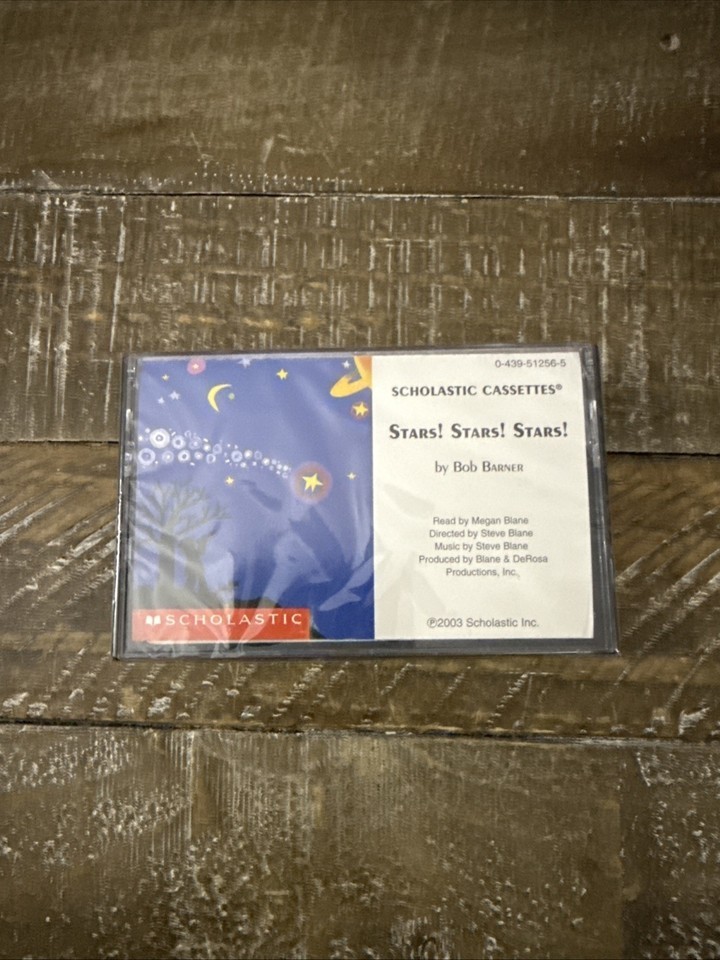 0-439-51256-5
SCHOLASTIC CASSETTES®
STARS! STARS! STARS!
by BOB BARNER
Read by Megan Blane
Directed by Steve Blane
Music by Steve Blane
Produced by Blane & DeRosa
Productions, Inc.
SCHOLASTIC
℗2003 Scholastic Inc.